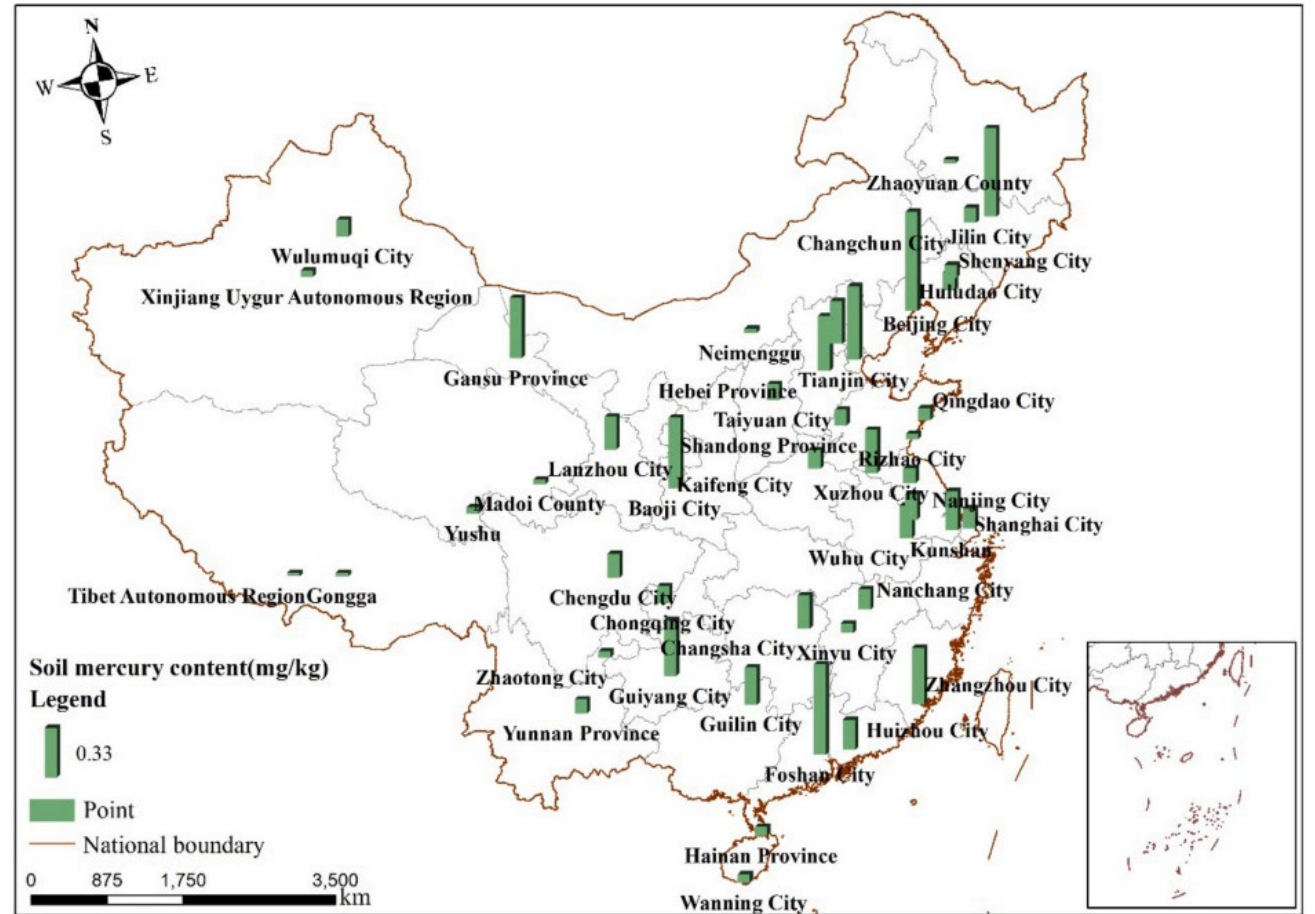 N
W E
S
Zhaoyuan County
Changchun City
Jilin City
Wulumuqi City
Shenyang City
Xinjiang Uygur Autonomous Region
Huludao City
Beijing City
Neimenggu
Gansu Province
Tianjin City
Hebei Province
Qingdao City
Taiyuan City
Shandong Province
Rizhao City
Lanzhou City
Kaifeng City
Xuzhou City
Madoi County
Nanjing City
Baoji City
Shanghai City
Yushu
Wuhu City
Kunshan
Tibet Autonomous Region
Gongga
Chengdu City
Nanchang City
Chongqing City
Changsha City
Xinyu City
Zhaotong City
Zhangzhou City
Guiyang City
Guilin City
Yunnan Province
Huizhou City
Foshan City
Hainan Province
Wanning City
Soil mercury content(mg/kg)
Legend
0.33
Point
National boundary
0 875 1,750 3,500
km